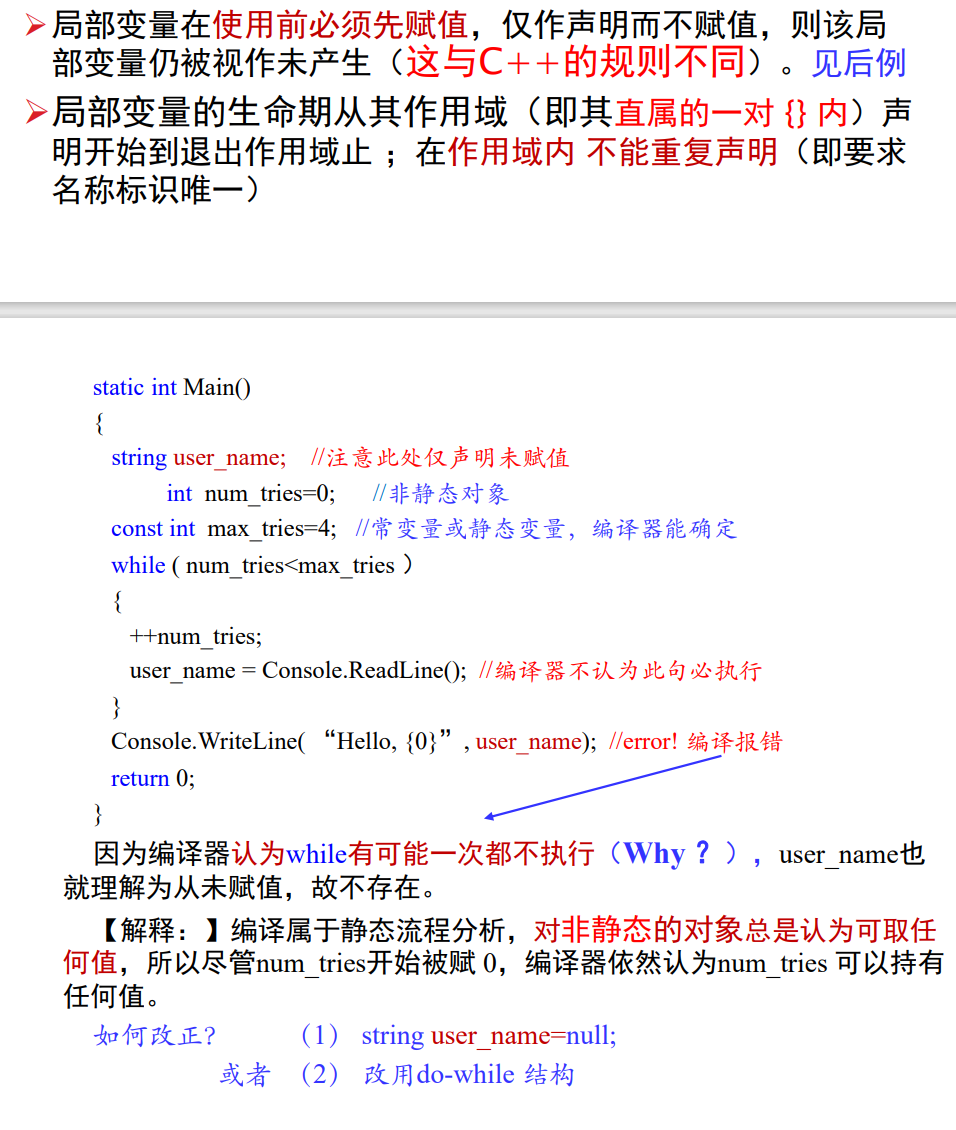 ➢局部变量在使用前必须先赋值，仅作声明而不赋值，则该局
部变量仍被视作未产生（这与C++的规则不同）。见后例
➢局部变量的生命期从其作用域（即其直属的一对 {} 内）声
明开始到退出作用域止 ；在作用域内 不能重复声明（即要求
名称标识唯一）
static int Main()
{
string user_name; //注意此处仅声明未赋值
int num_tries=0; //非静态对象
const int max_tries=4; //常变量或静态变量，编译器能确定
while ( num_tries<max_tries ）
{
++num_tries;
user_name = Console.ReadLine(); //编译器不认为此句必执行
}
Console.WriteLine( “Hello, {0}”, user_name); //error! 编译报错
return 0;
}
因为编译器认为while有可能一次都不执行（Why？），user_name也
就理解为从未赋值，故不存在。
【解释：】编译属于静态流程分析，对非静态的对象总是认为可取任
何值，所以尽管num_tries开始被赋 0，编译器依然认为num_tries 可以持有
任何值。
如何改正? （1） string user_name=null;
或者 （2） 改用do-while 结构